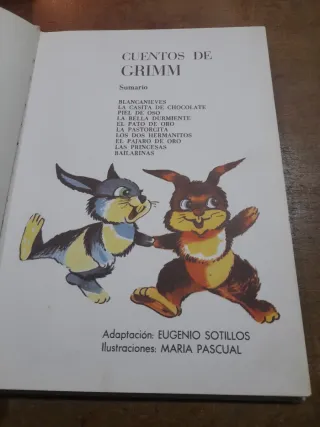 CUENTOS DE
GRIMM
Sumario
BLANCANIEVES
LA CASITA DE CHOCOLATE
PIEL DE OSO
LA BELLA DURMIENTE
EL PATO DE ORO
LA PASTORCITA
LOS DOS HERMANITOS
EL PAJARO DE ORO
LAS PRINCESAS
BAILARINAS
Adaptación: EUGENIO SOTILLOS
Ilustraciones: MARIA PASCUAL